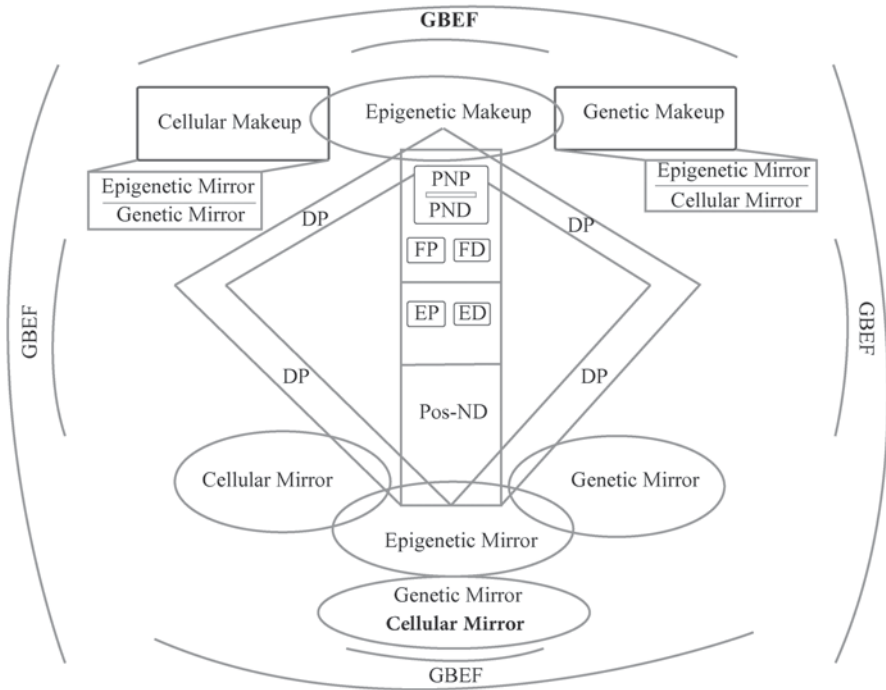 GBEF
Cellular Makeup
Epigenetic Makeup
Genetic Makeup
Epigenetic Mirror
Genetic Mirror
Epigenetic Mirror
Cellular Mirror
PNP
PND
DP
DP
FP
FD
EP
ED
GBEF
GBEF
DP
DP
Pos-ND
Cellular Mirror
Genetic Mirror
Epigenetic Mirror
Genetic Mirror
Cellular Mirror
GBEF